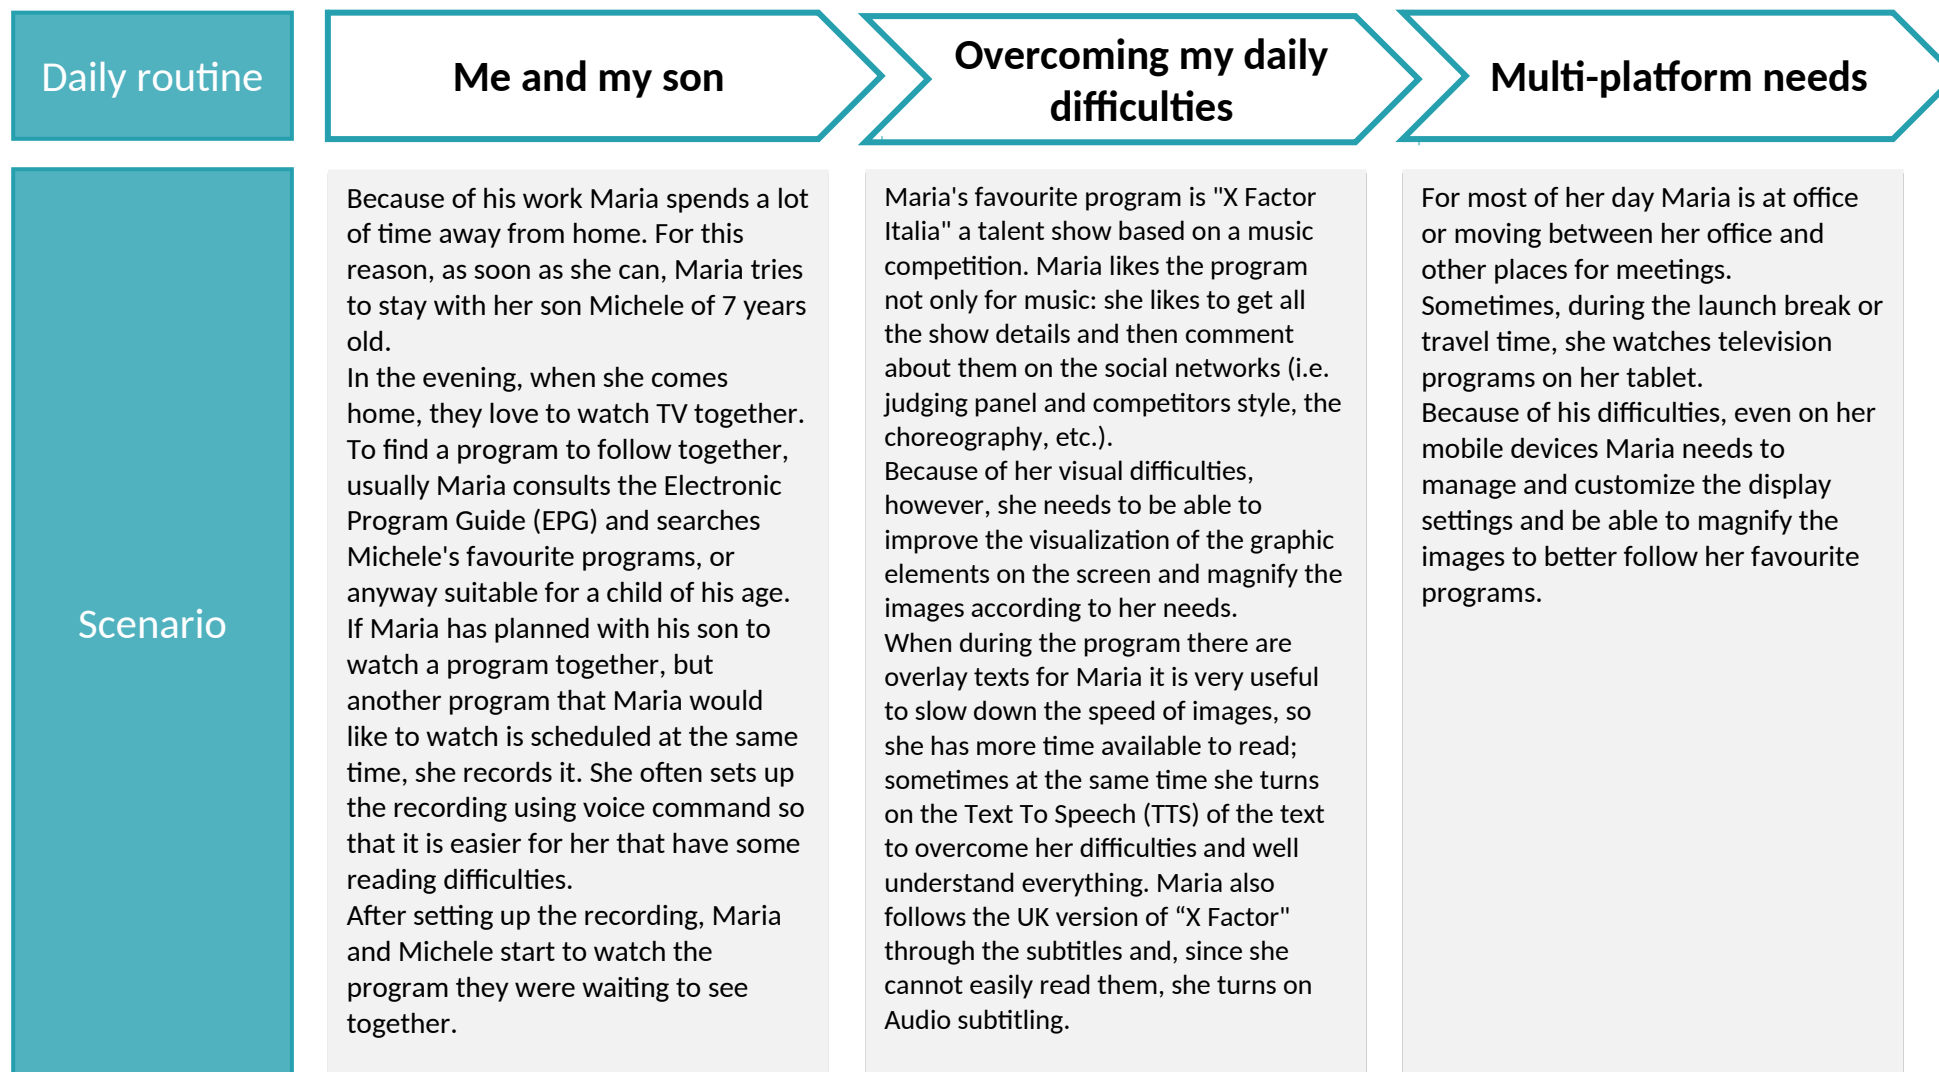 Daily routine
Me and my son
Overcoming my daily
difficulties
Multi-platform needs
Scenario
Because of his work Maria spends a lot
of time away from home. For this
reason, as soon as she can, Maria tries
to stay with her son Michele of 7 years
old.
In the evening, when she comes
home, they love to watch TV together.
To find a program to follow together,
usually Maria consults the Electronic
Program Guide (EPG) and searches
Michele's favourite programs, or
anyway suitable for a child of his age.
If Maria has planned with his son to
watch a program together, but
another program that Maria would
like to watch is scheduled at the same
time, she records it. She often sets up
the recording using voice command so
that it is easier for her that have some
reading difficulties.
After setting up the recording, Maria
and Michele start to watch the
program they were waiting to see
together.
Maria's favourite program is "X Factor
Italia" a talent show based on a music
competition. Maria likes the program
not only for music: she likes to get all
the show details and then comment
about them on the social networks (i.e.
judging panel and competitors style, the
choreography, etc.).
Because of her visual difficulties,
however, she needs to be able to
improve the visualization of the graphic
elements on the screen and magnify the
images according to her needs.
When during the program there are
overlay texts for Maria it is very useful
to slow down the speed of images, so
she has more time available to read;
sometimes at the same time she turns
on the Text To Speech (TTS) of the text
to overcome her difficulties and well
understand everything. Maria also
follows the UK version of “X Factor"
through the subtitles and, since she
cannot easily read them, she turns on
Audio subtitling.
For most of her day Maria is at office
or moving between her office and
other places for meetings.
Sometimes, during the launch break or
travel time, she watches television
programs on her tablet.
Because of his difficulties, even on her
mobile devices Maria needs to
manage and customize the display
settings and be able to magnify the
images to better follow her favourite
programs.